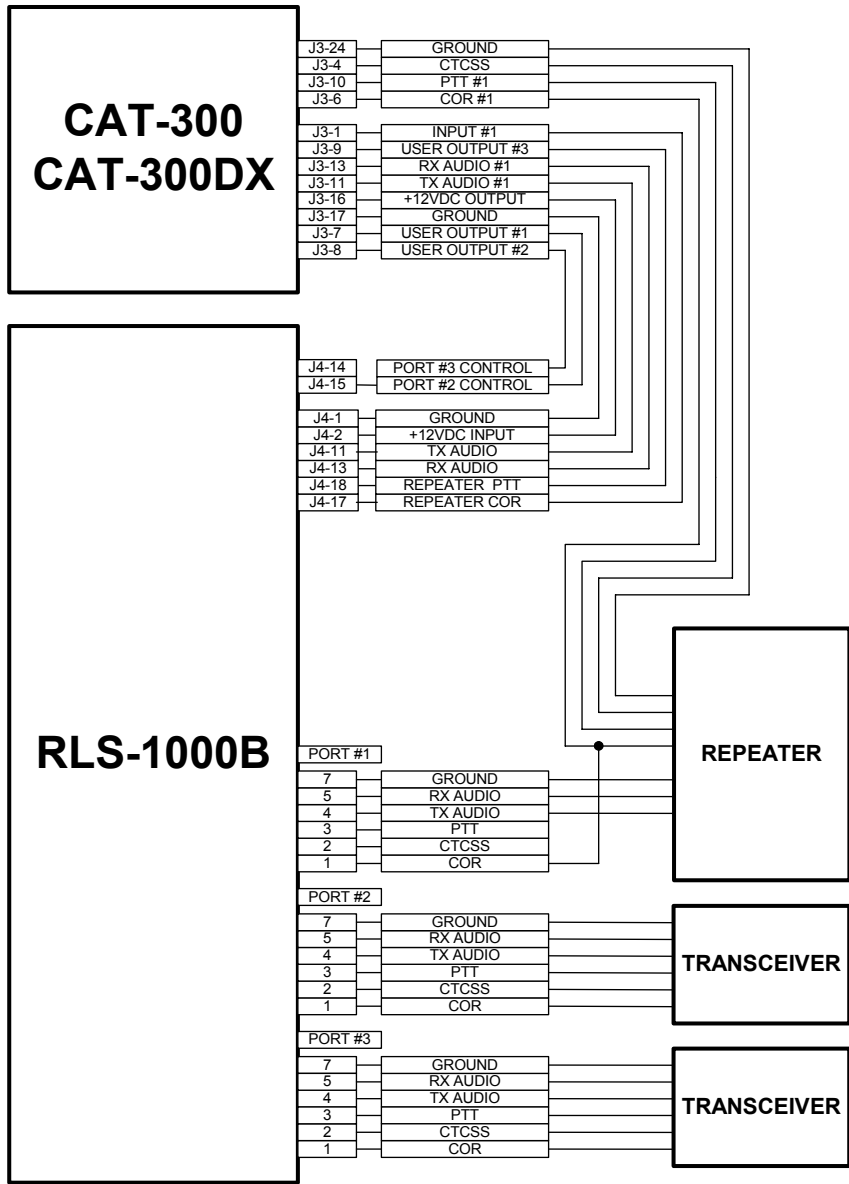 CAT-300
CAT-300DX
J3-24 GROUND
J3-4 CTCSS
J3-10 PTT #1
J3-6 COR #1
J3-1 INPUT #1
J3-9 USER OUTPUT #3
J3-13 RX AUDIO #1
J3-11 TX AUDIO #1
J3-16 +12VDC OUTPUT
J3-17 GROUND
J3-7 USER OUTPUT #1
J3-8 USER OUTPUT #2
RLS-1000B
J4-14 PORT #3 CONTROL
J4-15 PORT #2 CONTROL
J4-1 GROUND
J4-2 +12VDC INPUT
J4-11 TX AUDIO
J4-13 RX AUDIO
J4-18 REPEATER PTT
J4-17 REPEATER COR
PORT #1
7 GROUND
5 RX AUDIO
4 TX AUDIO
3 PTT
2 CTCSS
1 COR
REPEATER
PORT #2
7 GROUND
5 RX AUDIO
4 TX AUDIO
3 PTT
2 CTCSS
1 COR
TRANSCEIVER
PORT #3
7 GROUND
5 RX AUDIO
4 TX AUDIO
3 PTT
2 CTCSS
1 COR
TRANSCEIVER